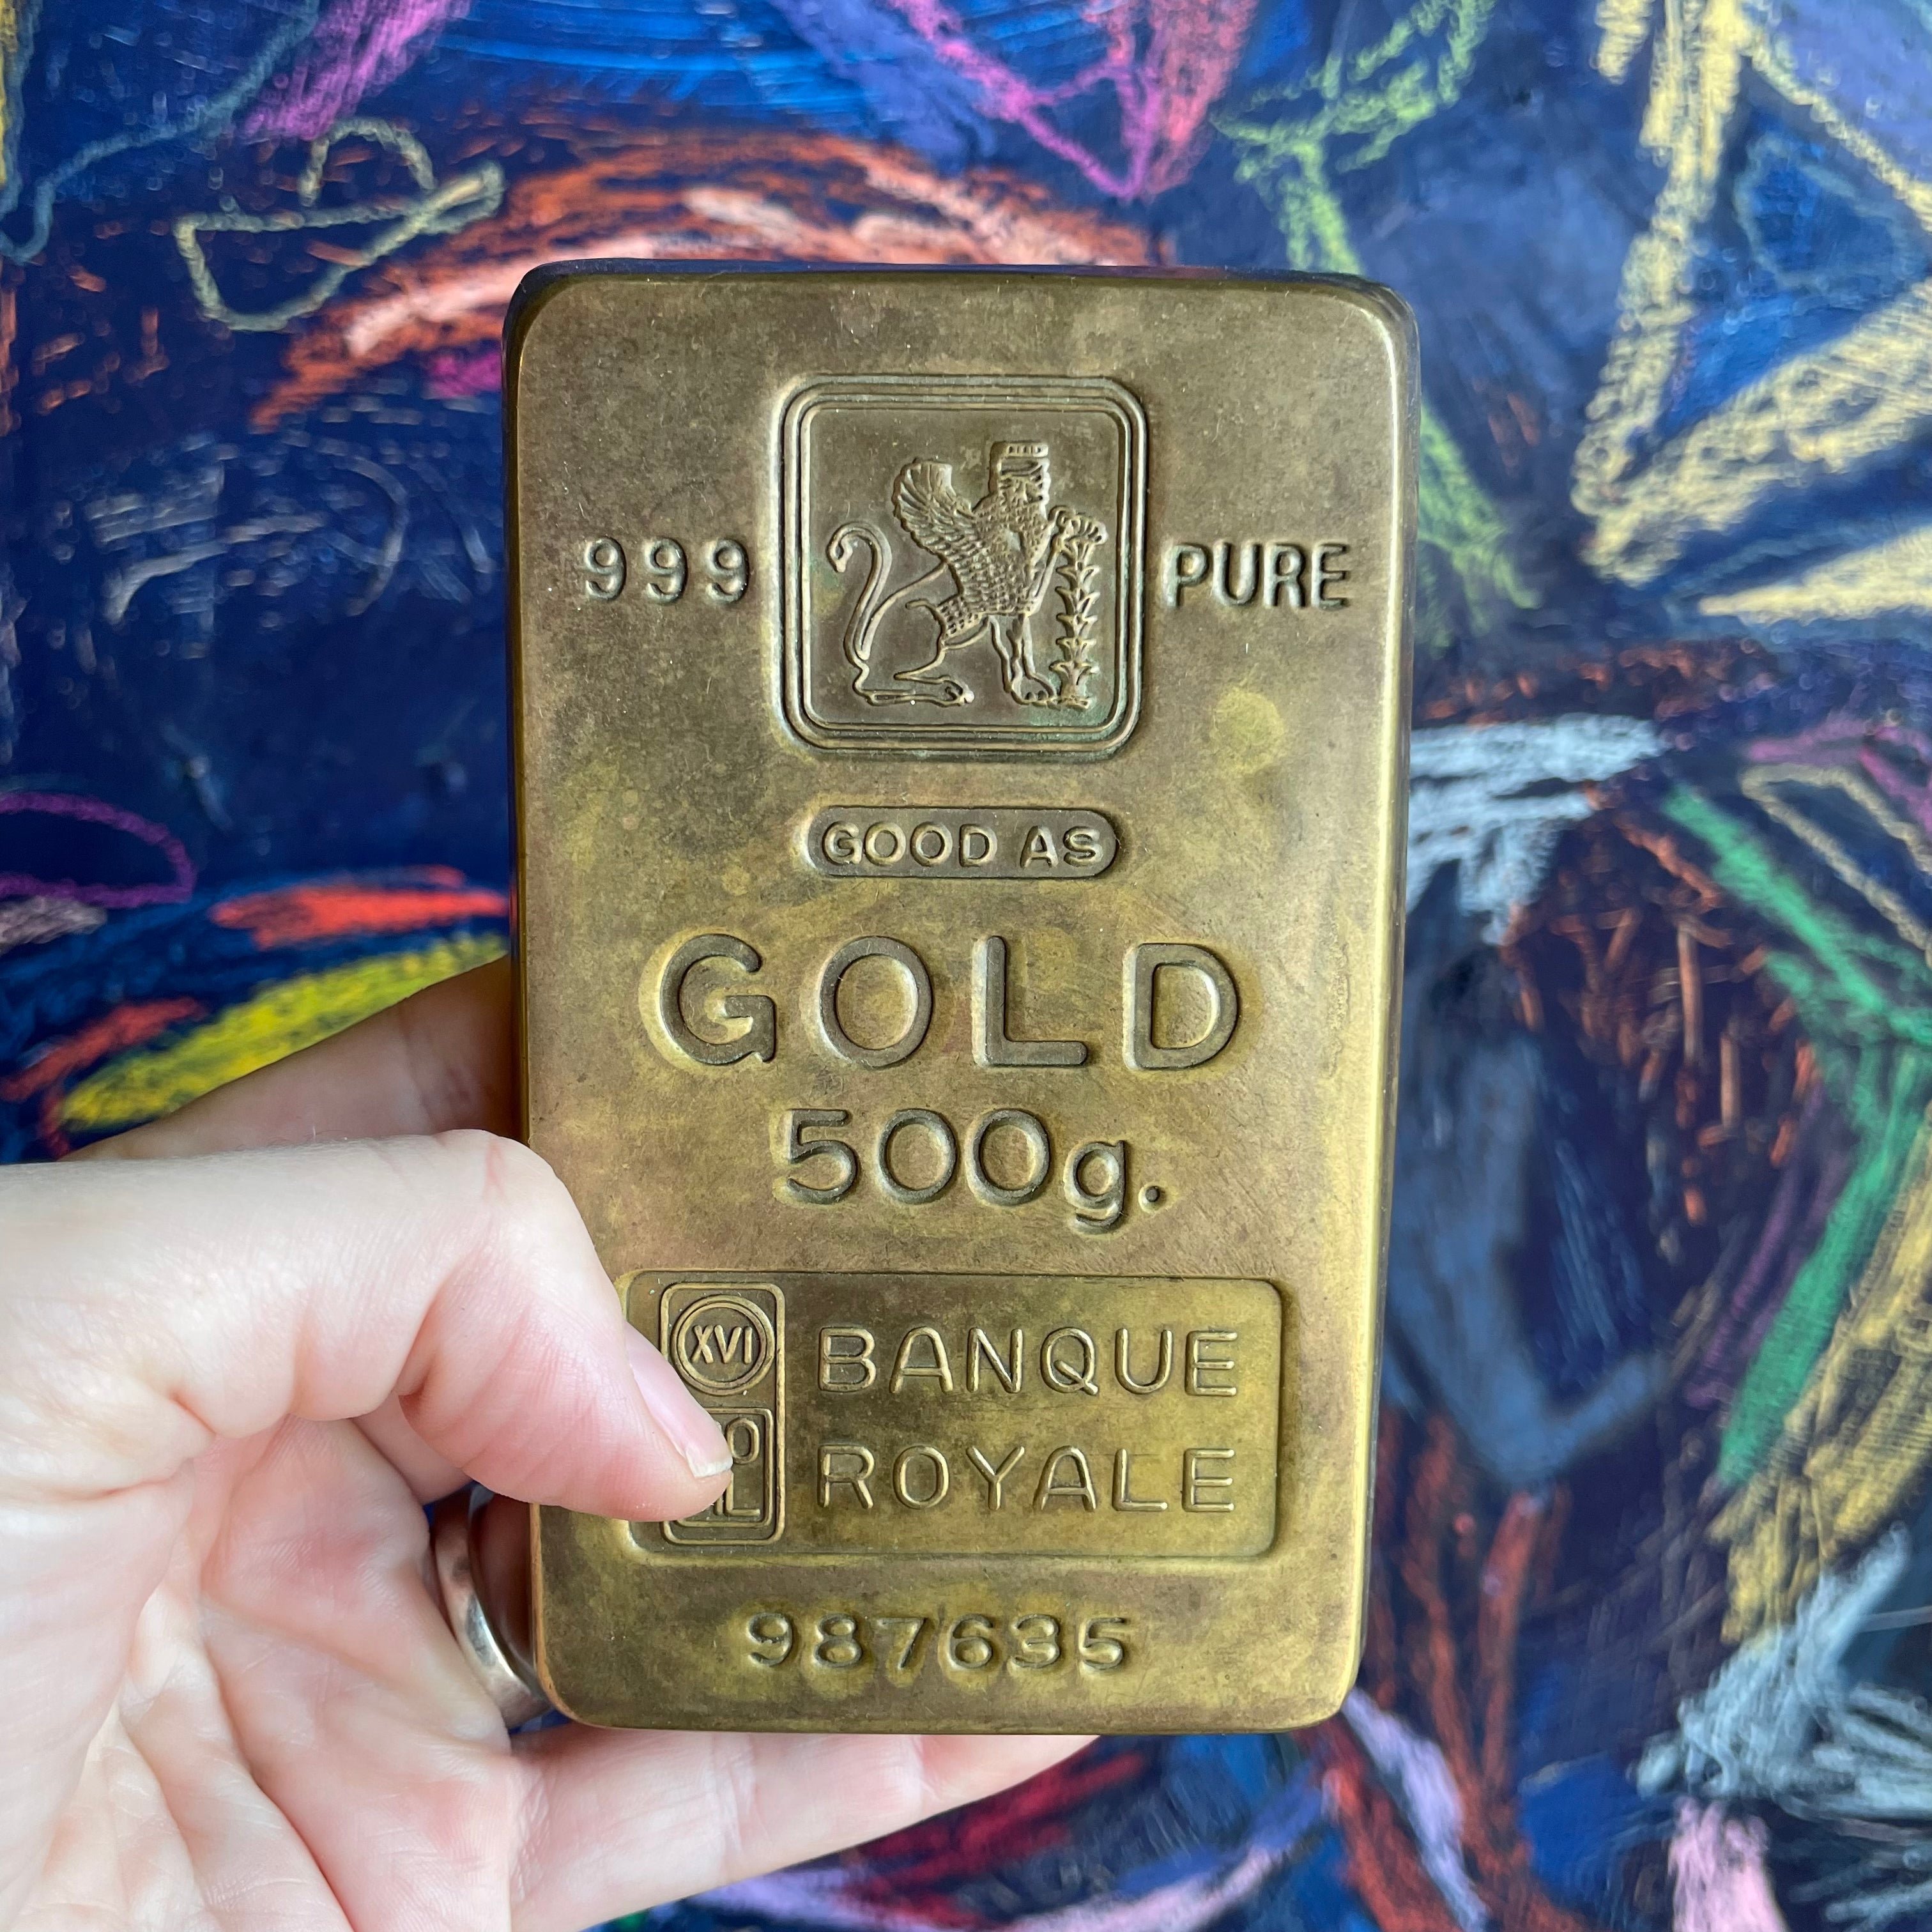 999 PURE
GOOD AS
GOLD
500g.
XVI
BANQUE
ROYALE
987635